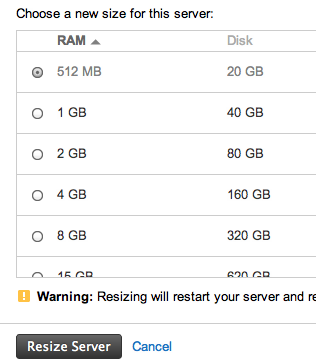 Choose a new size for this server:
RAM Disk
512 MB 20 GB
1 GB 40 GB
2 GB 80 GB
4 GB 160 GB
8 GB 320 GB
15 GB 620 GB
Warning: Resizing will restart your server and re
Resize Server Cancel